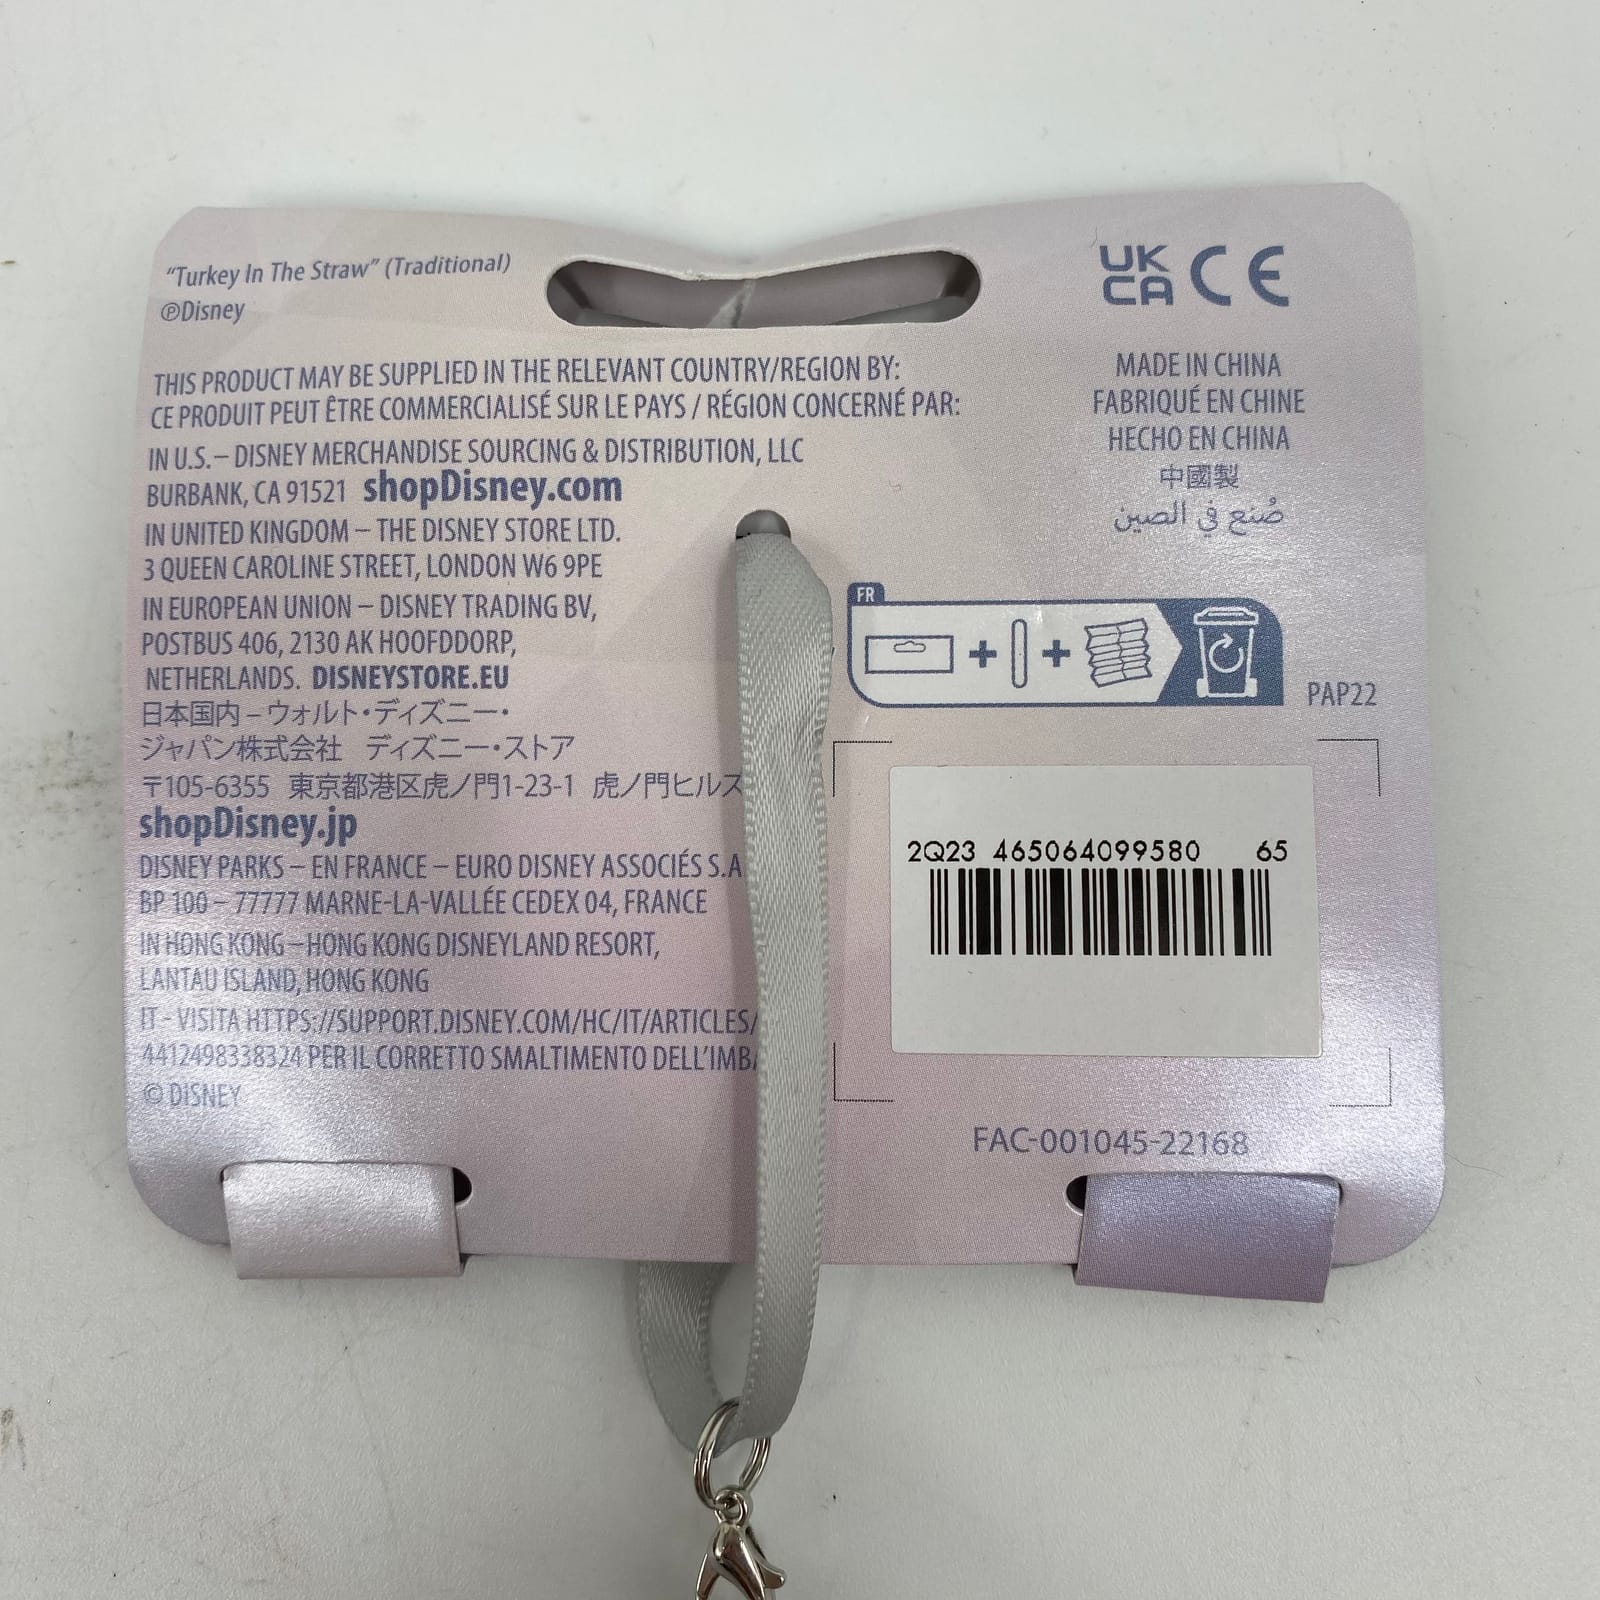 "Turkey In The Straw" (Traditional)
℗Disney
THIS PRODUCT MAY BE SUPPLIED IN THE RELEVANT COUNTRY/REGION BY:
CE PRODUIT PEUT ÊTRE COMMERCIALISÉ SUR LE PAYS / RÉGION CONCERNÉ PAR:
IN U.S.– DISNEY MERCHANDISE SOURCING & DISTRIBUTION, LLC
BURBANK, CA 91521 shopDisney.com
IN UNITED KINGDOM – THE DISNEY STORE LTD.
3 QUEEN CAROLINE STREET, LONDON W6 9PE
IN EUROPEAN UNION – DISNEY TRADING BV,
POSTBUS 406, 2130 AK HOOFDDORP,
NETHERLANDS. DISNEYSTORE.EU
日本国内 – ウォルト・ディズニー・
ジャパン株式会社 ディズニー・ストア
〒105-6355 東京都港区虎ノ門1-23-1 虎ノ門ヒルズ
shopDisney.jp
DISNEY PARKS – EN FRANCE – EURO DISNEY ASSOCIÉS S.A
BP 100 – 77777 MARNE-LA-VALLÉE CEDEX 04, FRANCE
IN HONG KONG –HONG KONG DISNEYLAND RESORT,
LANTAU ISLAND, HONG KONG
IT - VISITA HTTPS://SUPPORT.DISNEY.COM/HC/IT/ARTICLES/
4412498338324 PER IL CORRETTO SMALTIMENTO DELL'IMBA
© DISNEY
UK
CA CE
MADE IN CHINA
FABRIQUÉ EN CHINE
HECHO EN CHINA
中國製
صُنع في الصين
FR
PAP22
2Q23 465064099580 65
FAC-001045-22168